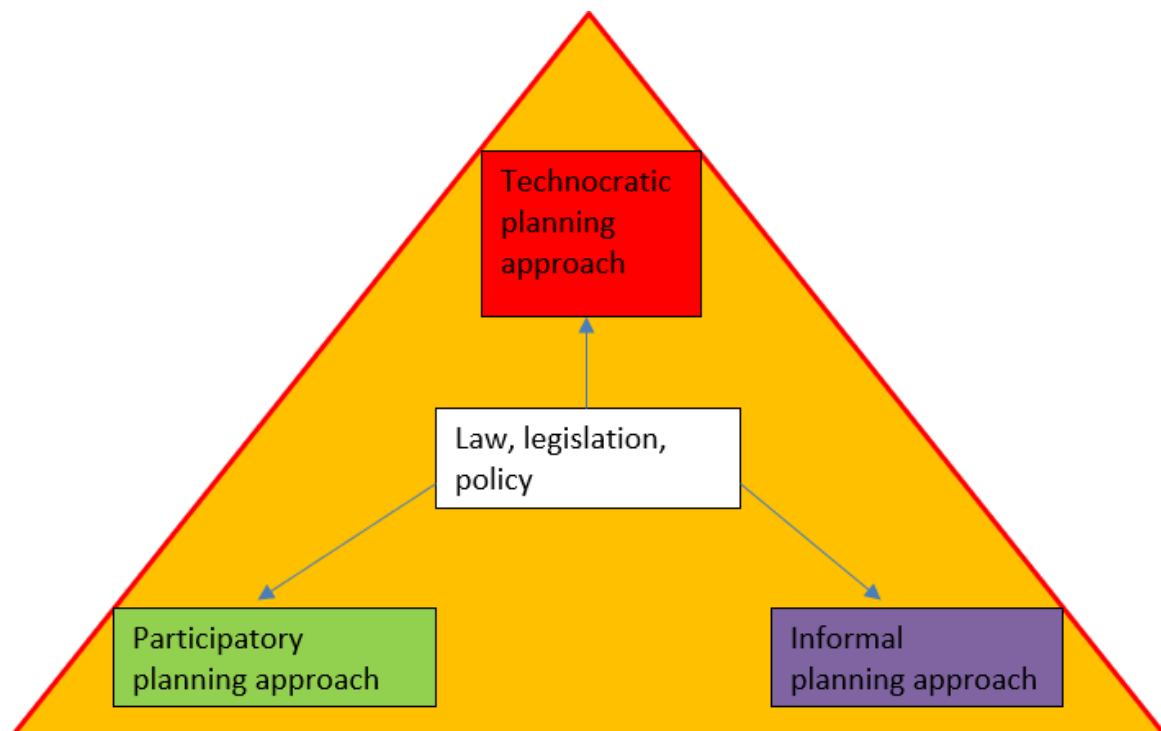 Technocratic
planning
approach
Law, legislation,
policy
Participatory
planning approach
Informal
planning approach